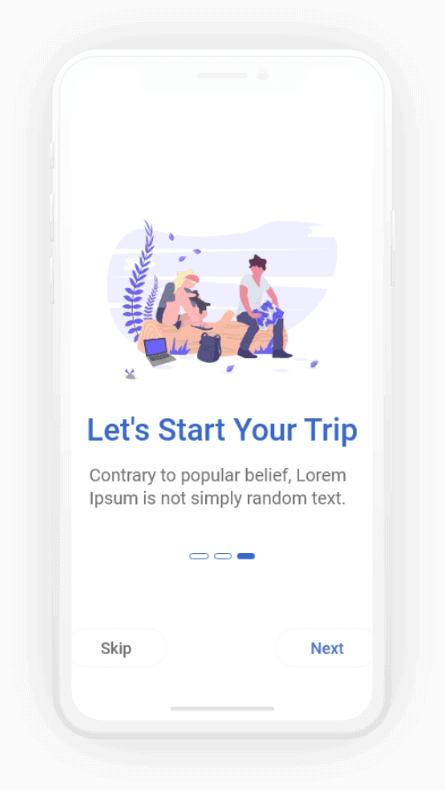 Let's Start Your Trip
Contrary to popular belief, Lorem
Ipsum is not simply random text.
Skip
Next